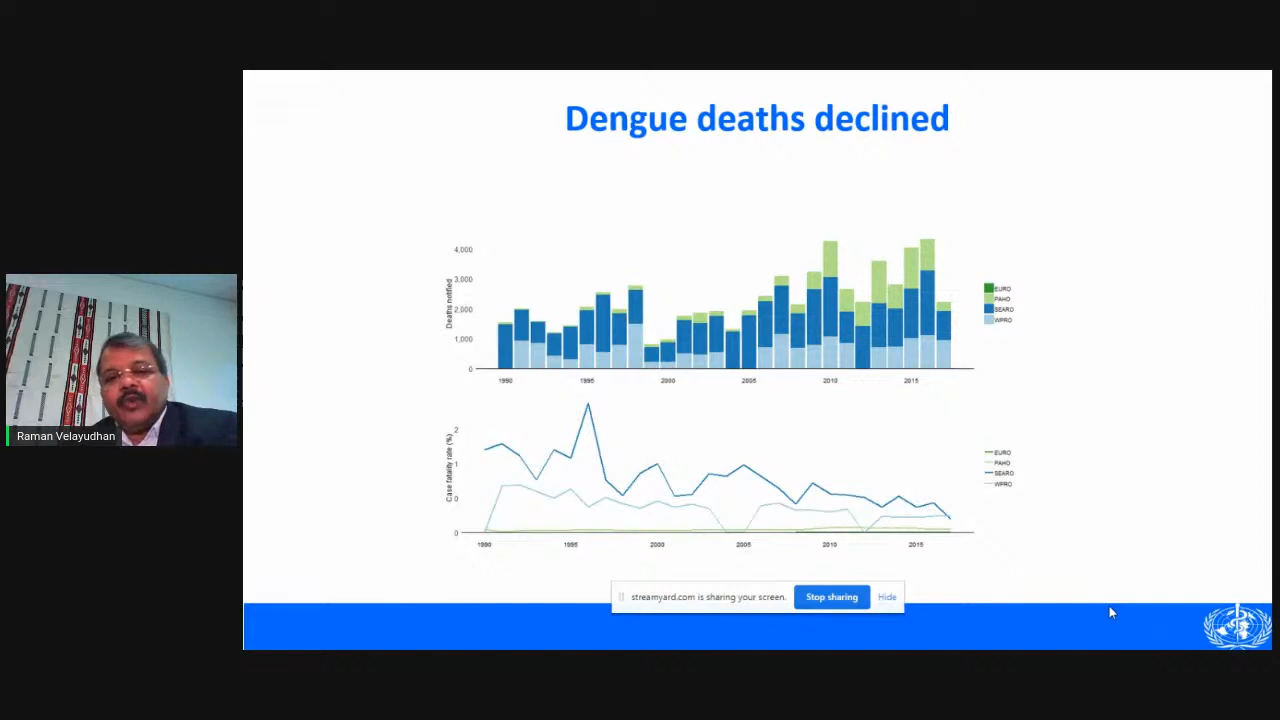 Dengue deaths declined
Deaths notified
4,000
3,000
2,000
1,000
0
1990 1995 2000 2005 2010 2015
EURO
PAHO
SEARO
WPRO
Case fatality rate (%)
2
1
0
0
1990 1995 2000 2005 2010 2015
EURO
PAHO
SEARO
WPRO
Raman Velayudhan
streamyard.com is sharing your screen. Stop sharing Hide